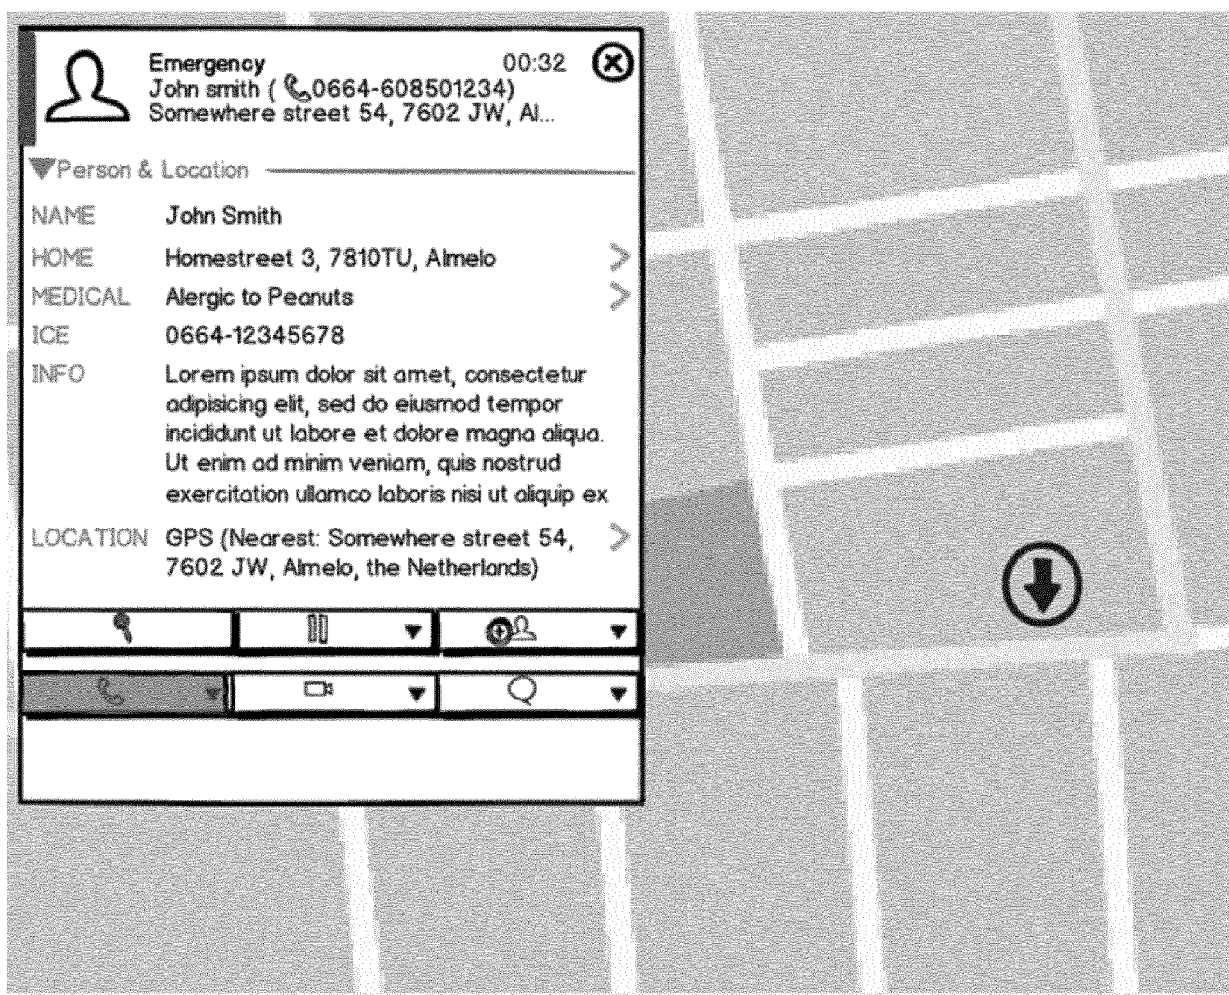 Emergency 00:32
John smith ( 0664-608501234)
Somewhere street 54, 7602 JW, Al...
Person & Location
NAME John Smith
HOME Homestreet 3, 7810TU, Almelo
MEDICAL Alergic to Peanuts
ICE 0664-12345678
INFO Lorem ipsum dolor sit amet, consectetur
adipisicing elit, sed do eiusmod tempor
incididunt ut labore et dolore magna aliqua.
Ut enim ad minim veniam, quis nostrud
exercitation ullamco laboris nisi ut aliquip ex
LOCATION GPS (Nearest: Somewhere street 54,
7602 JW, Almelo, the Netherlands)